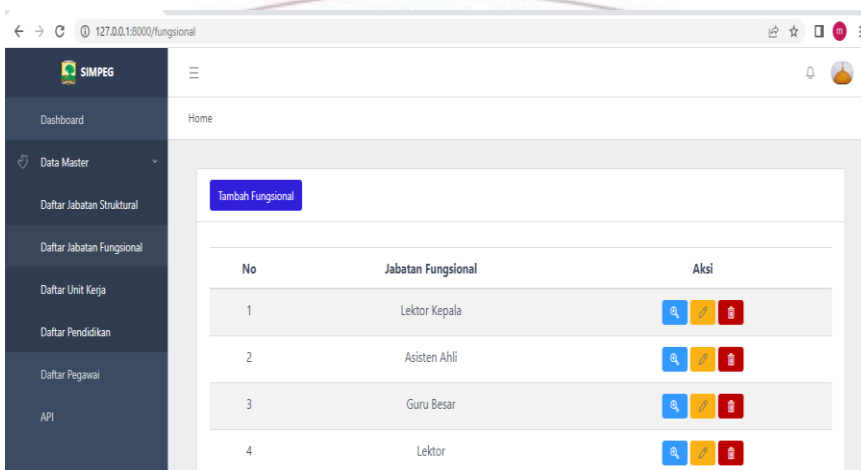 127.0.0.1:8000/fungsional
m
SIMPEG
Dashboard
Home
Data Master
Tambah Fungsional
Daftar Jabatan Struktural
Daftar Jabatan Fungsional
Daftar Unit Kerja
Daftar Pendidikan
Daftar Pegawai
API
No Jabatan Fungsional Aksi
1 Lektor Kepala
2 Asisten Ahli
3 Guru Besar
4 Lektor